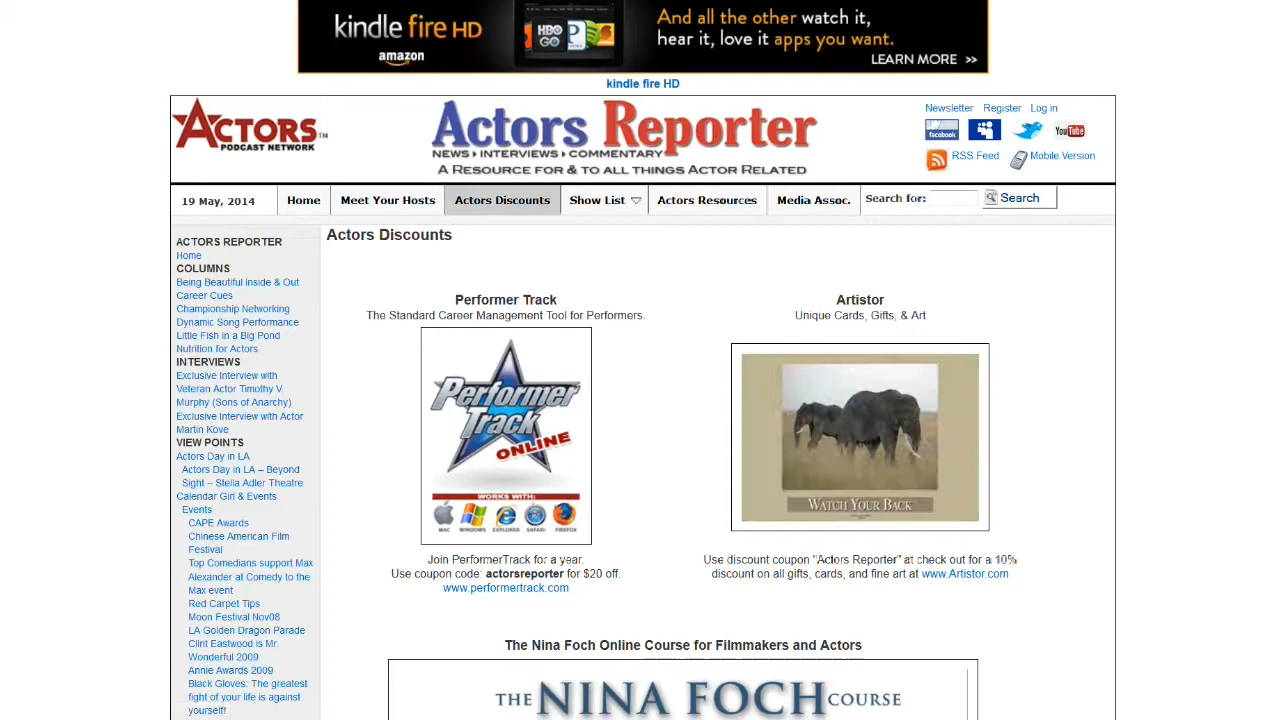 kindle fire HD
amazon
HBO GO
And all the other watch it,
hear it, love it apps you want.
LEARN MORE >>
kindle fire HD
ACTORS™
PODCAST NETWORK
Actors Reporter
NEWS › INTERVIEWS › COMMENTARY
A RESOURCE FOR & TO ALL THINGS ACTOR RELATED
Newsletter Register Log in
facebook YouTube
RSS Feed Mobile Version
19 May, 2014 Home Meet Your Hosts Actors Discounts Show List Actors Resources Media Assoc. Search for: Search
ACTORS REPORTER
Home
COLUMNS
Being Beautiful Inside & Out
Career Cues
Championship Networking
Dynamic Song Performance
Little Fish in a Big Pond
Nutrition for Actors
INTERVIEWS
Exclusive Interview with
Veteran Actor Timothy V.
Murphy (Sons of Anarchy)
Exclusive Interview with Actor
Martin Kove
VIEW POINTS
Actors Day in LA
Actors Day in LA – Beyond
Sight – Stella Adler Theatre
Calendar Girl & Events
Events
CAPE Awards
Chinese American Film
Festival
Top Comedians support Max
Alexander at Comedy to the
Max event
Red Carpet Tips
Moon Festival Nov08
LA Golden Dragon Parade
Clint Eastwood is Mr.
Wonderful 2009
Annie Awards 2009
Black Gloves: The greatest
fight of your life is against
yourself!
Actors Discounts
Performer Track
The Standard Career Management Tool for Performers.
Performer
Track
ONLINE
WORKS WITH:
MAC WINDOWS EXPLORER SAFARI FIREFOX
Join PerformerTrack for a year.
Use coupon code: actorsreporter for $20 off.
www.performertrack.com
Artistor
Unique Cards, Gifts, & Art
WATCH YOUR BACK
Use discount coupon "Actors Reporter" at check out for a 10%
discount on all gifts, cards, and fine art at www.Artistor.com
The Nina Foch Online Course for Filmmakers and Actors
THE NINA FOCH COURSE